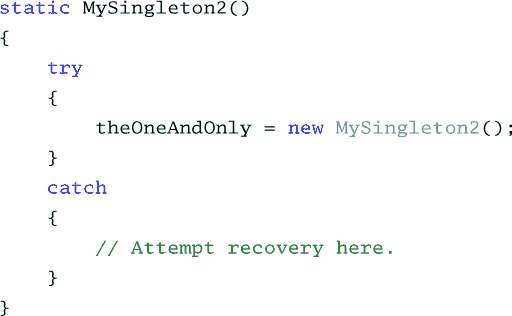 static MySingleton2()
{
    try
    {
        theOneAndOnly = new MySingleton2();
    }
    catch
    {
        // Attempt recovery here.
    }
}